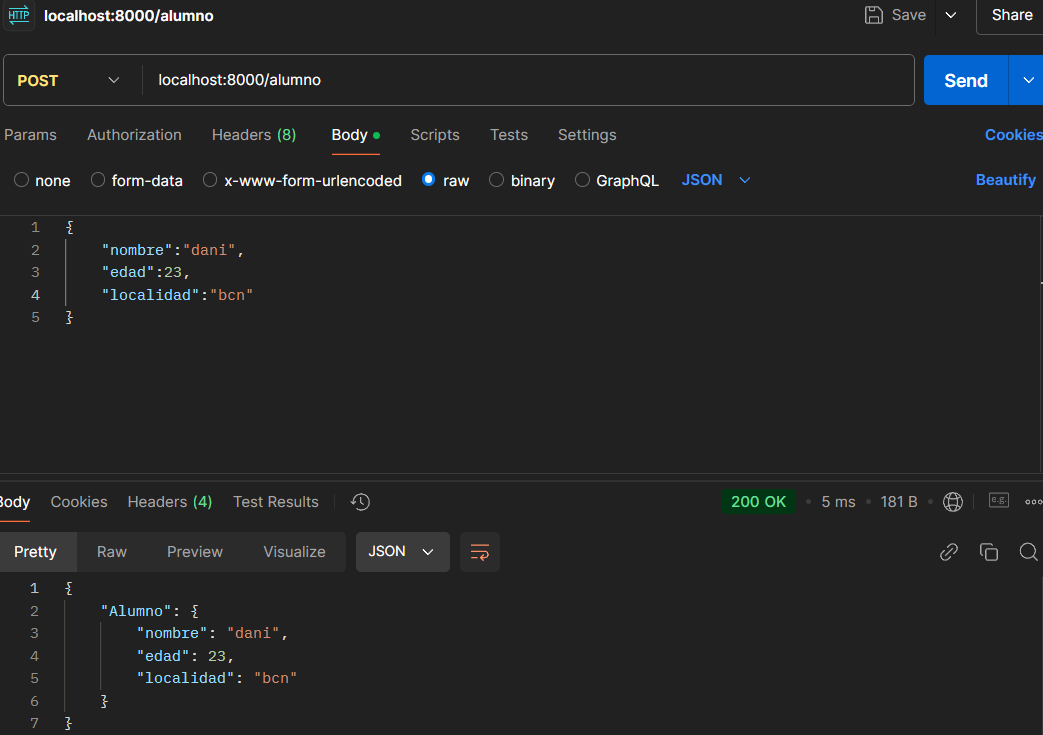 HTTP localhost:8000/alumno Save Share
POST localhost:8000/alumno Send
Params Authorization Headers (8) Body Scripts Tests Settings Cookies
none form-data x-www-form-urlencoded raw binary GraphQL JSON Beautify
1 {
2 "nombre":"dani",
3 "edad":23,
4 "localidad":"bcn"
5 }
Body Cookies Headers (4) Test Results 200 OK 5 ms 181 B e.g.
Pretty Raw Preview Visualize JSON
1 {
2 "Alumno": {
3 "nombre": "dani",
4 "edad": 23,
5 "localidad": "bcn"
6 }
7 }